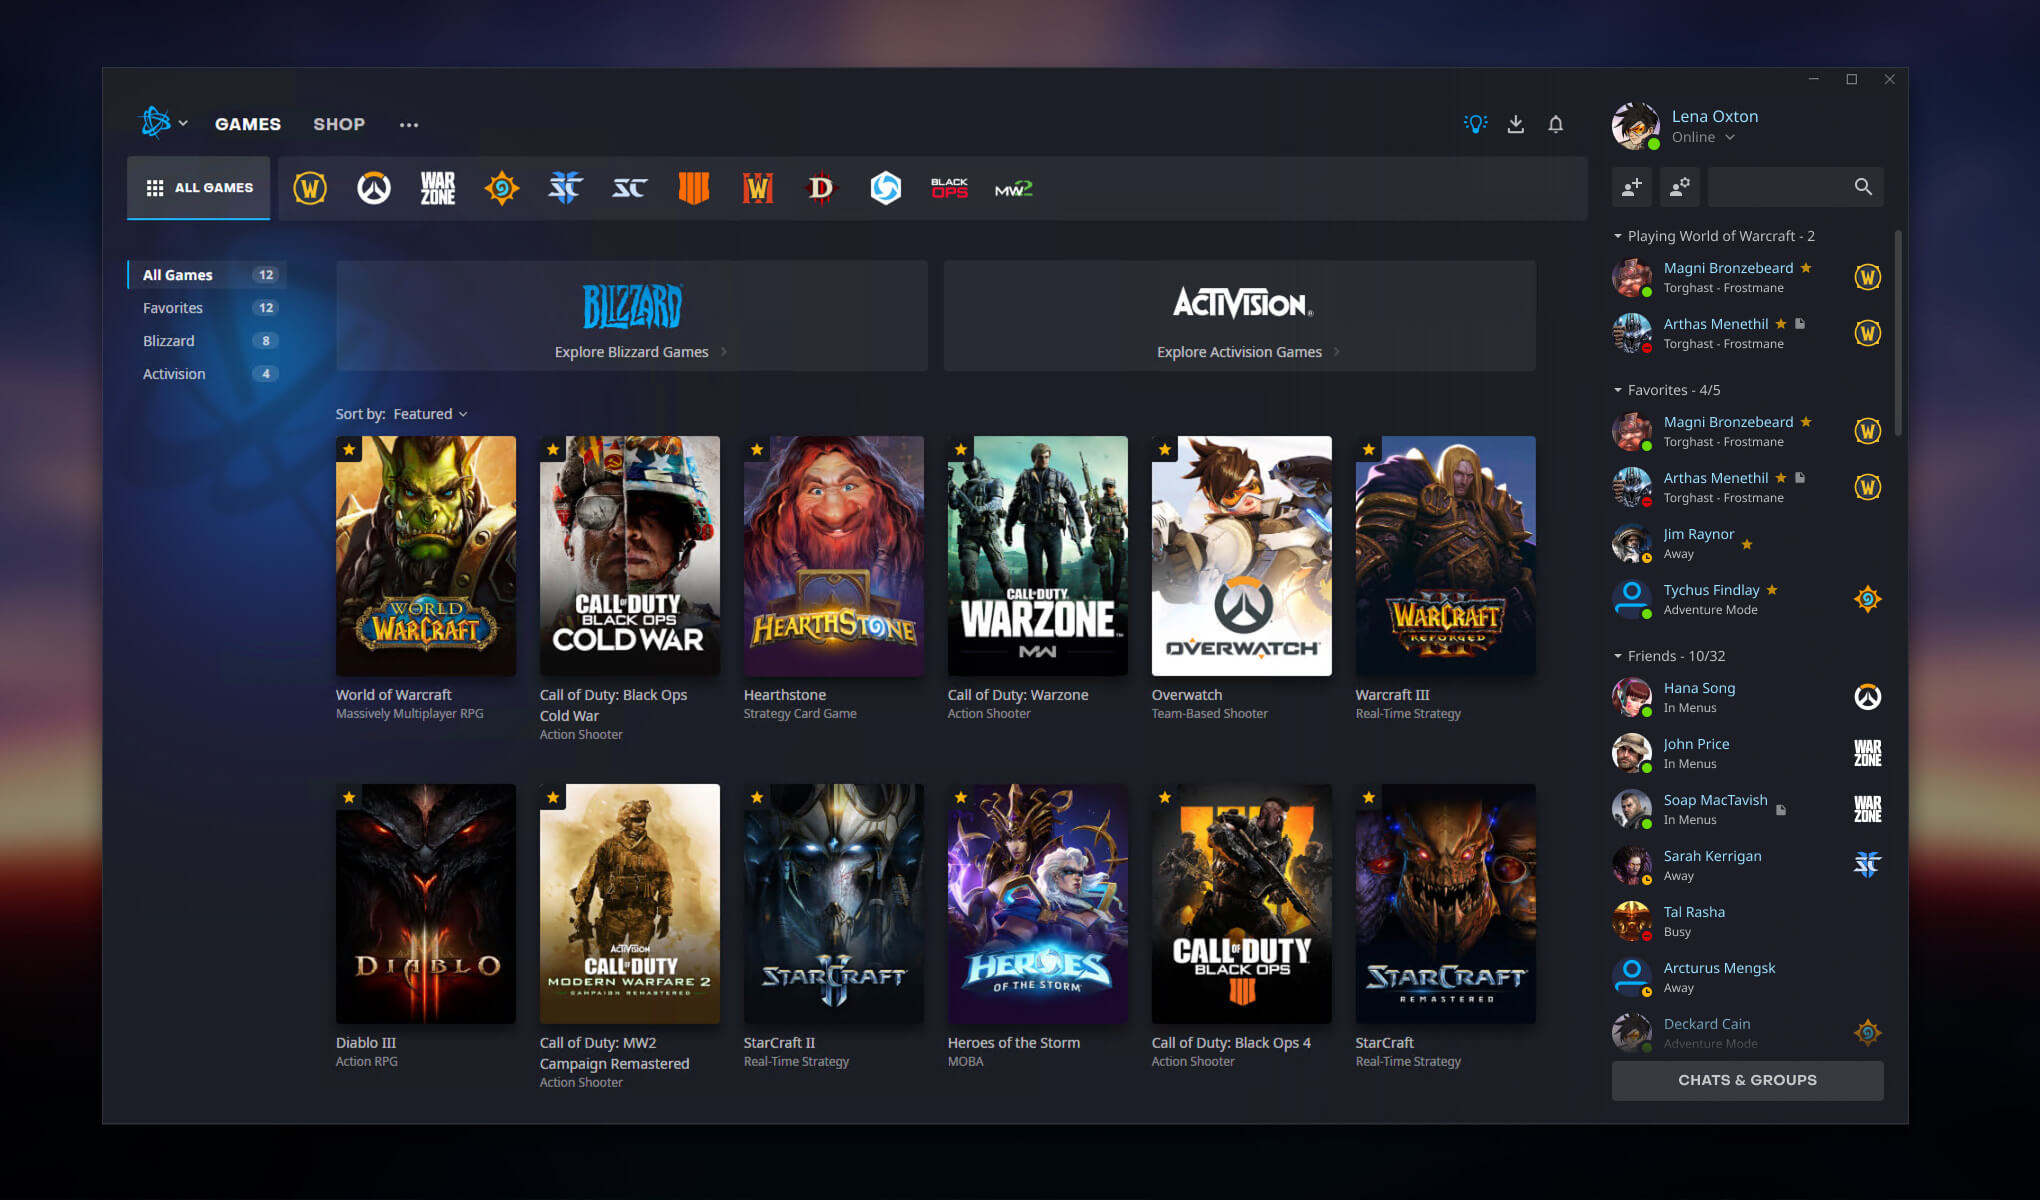 GAMES
SHOP
ALL GAMES
WAR
ZONE
BLACK
OPS
MW2
All Games 12
Favorites 12
Blizzard 8
Activision 4
BLIZZARD
Explore Blizzard Games
ACTIVISION®
Explore Activision Games
Sort by: Featured
WORLD
WARCRAFT
CALL OF DUTY
BLACK OPS
COLD WAR
HEARTHSTONE
CALL OF DUTY
WARZONE
MW
OVERWATCH
WARCRAFT
REFORGED
III
World of Warcraft
Massively Multiplayer RPG
Call of Duty: Black Ops
Cold War
Action Shooter
Hearthstone
Strategy Card Game
Call of Duty: Warzone
Action Shooter
Overwatch
Team-Based Shooter
Warcraft III
Real-Time Strategy
DIABLO
III
ACTIVISION
CALL OF DUTY
MODERN WARFARE 2
CAMPAIGN REMASTERED
STARCRAFT
II
HEROES
OF THE STORM
CALL OF DUTY
BLACK OPS
IIII
STARCRAFT
REMASTERED
Diablo III
Action RPG
Call of Duty: MW2
Campaign Remastered
Action Shooter
StarCraft II
Real-Time Strategy
Heroes of the Storm
MOBA
Call of Duty: Black Ops 4
Action Shooter
StarCraft
Real-Time Strategy
Lena Oxton
Online
Playing World of Warcraft - 2
Magni Bronzebeard
Torghast - Frostmane
Arthas Menethil
Torghast - Frostmane
Favorites - 4/5
Magni Bronzebeard
Torghast - Frostmane
Arthas Menethil
Torghast - Frostmane
Jim Raynor
Away
Tychus Findlay
Adventure Mode
Friends - 10/32
Hana Song
In Menus
John Price
In Menus
WAR
ZONE
Soap MacTavish
In Menus
WAR
ZONE
Sarah Kerrigan
Away
Tal Rasha
Busy
Arcturus Mengsk
Away
Deckard Cain
Adventure Mode
CHATS & GROUPS